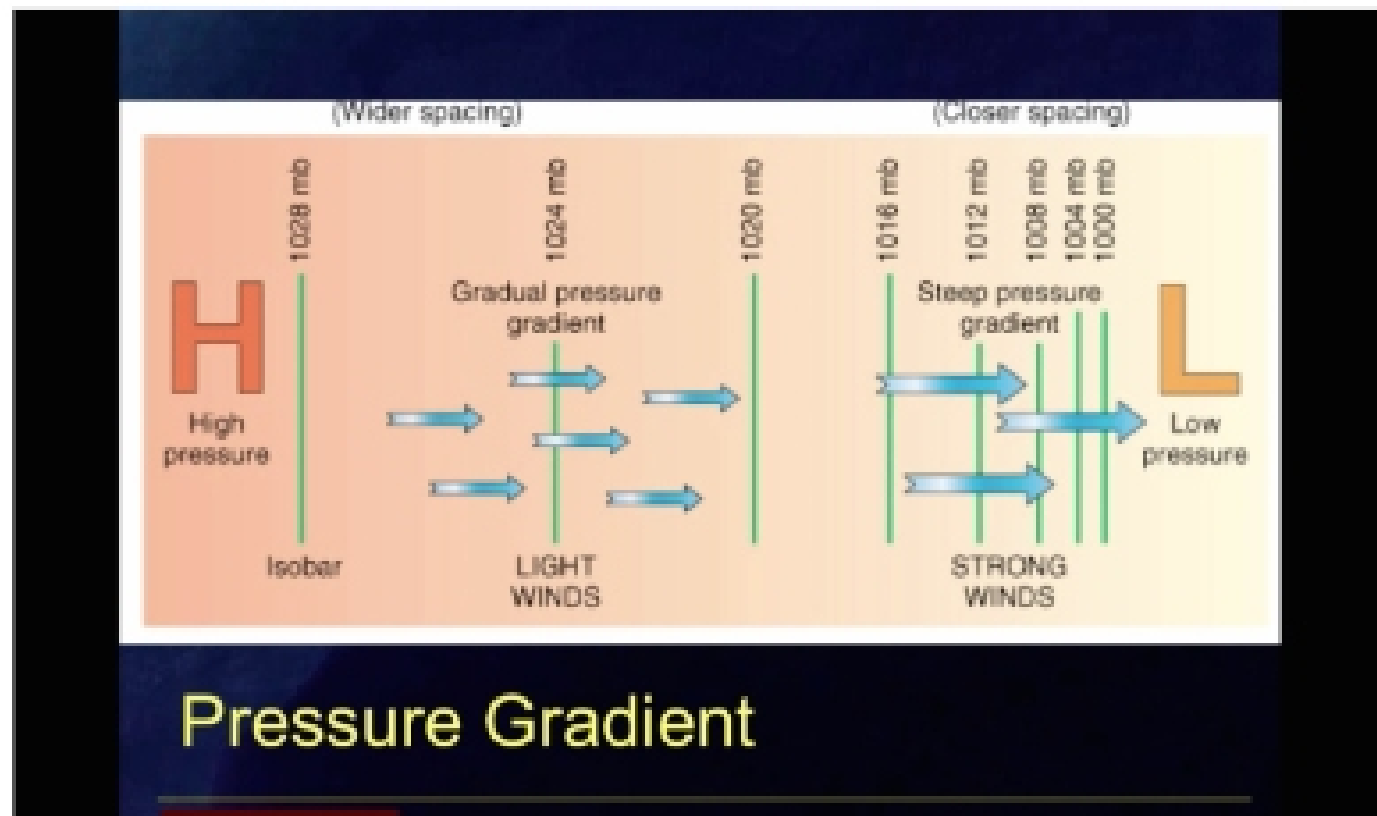 (Wider spacing)
(Closer spacing)
1028 mb
1024 mb
1020 mb
1016 mb
1012 mb
1008 mb
1004 mb
1000 mb
H
High
pressure
Gradual pressure
gradient
Steep pressure
gradient
L
Low
pressure
Isobar
LIGHT
WINDS
STRONG
WINDS
Pressure Gradient